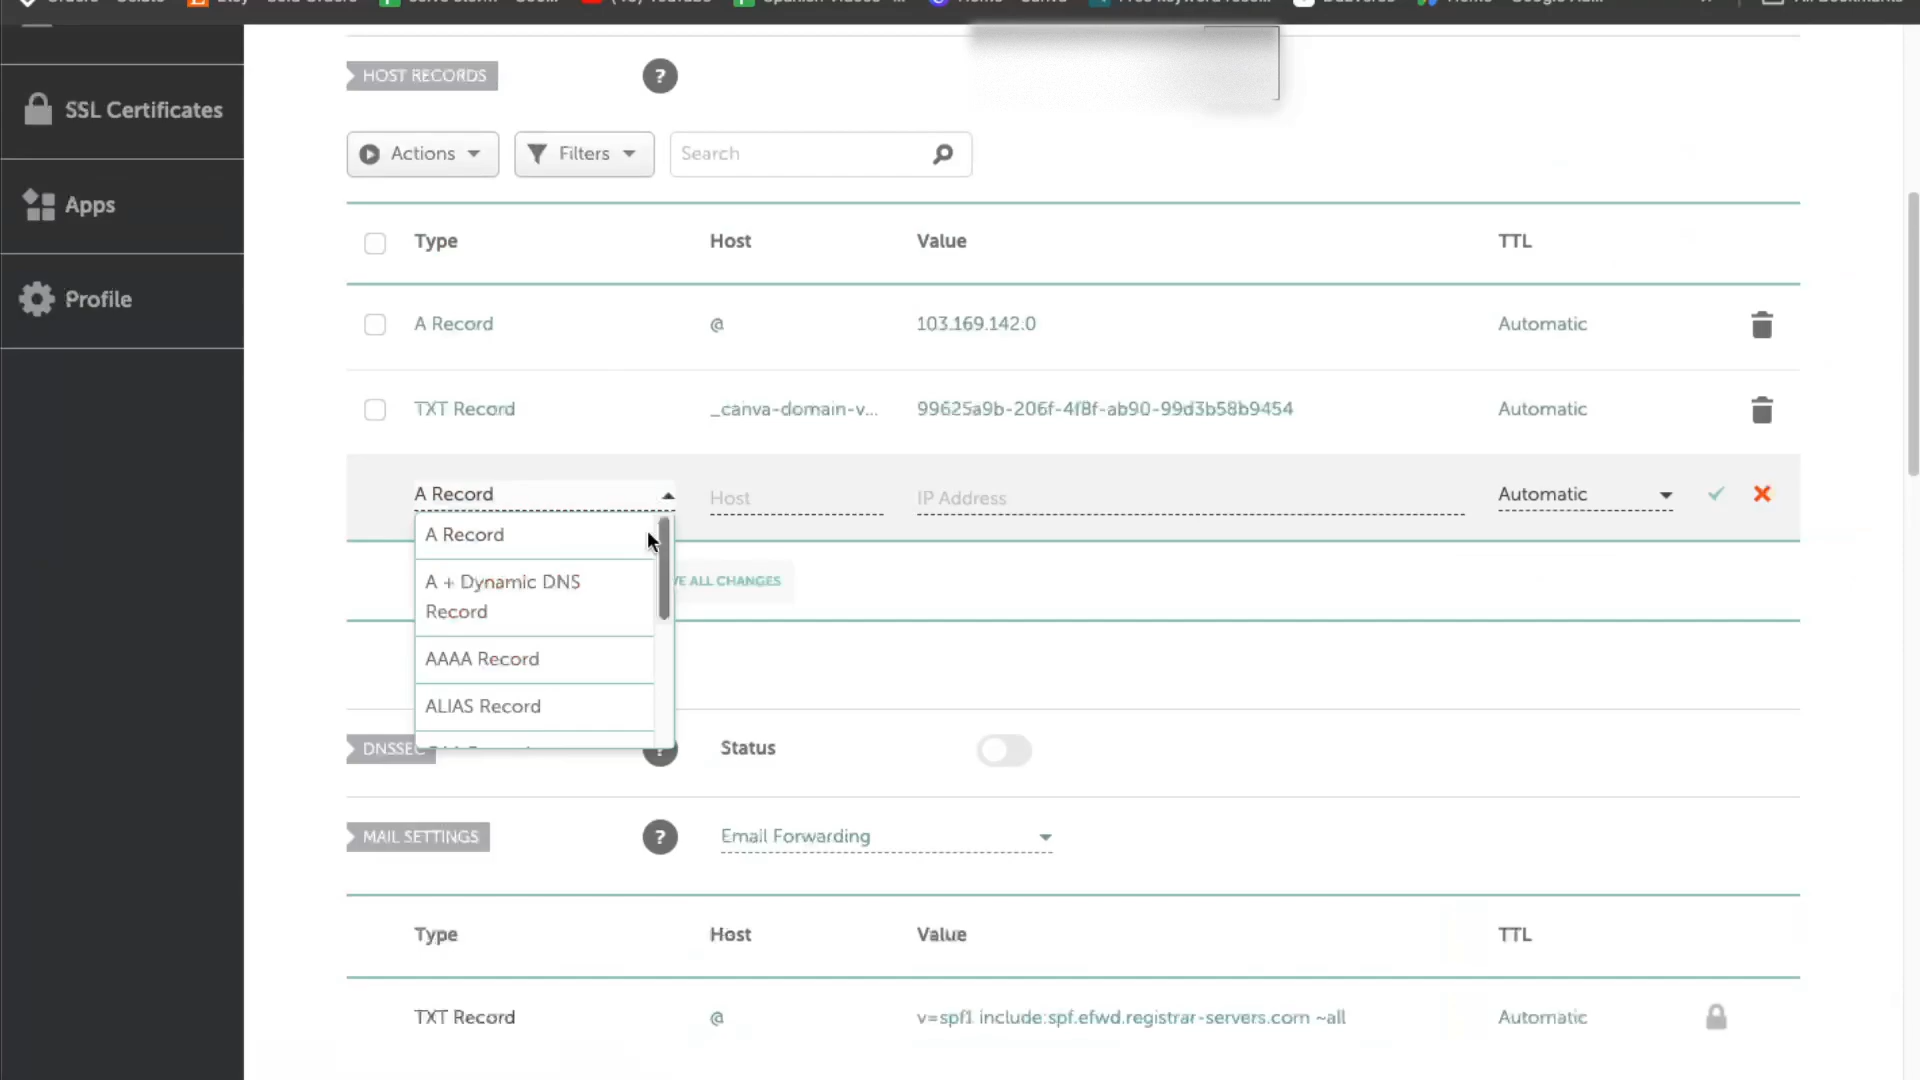 HOST RECORDS
?
SSL Certificates
Actions
Filters
Search
Apps
Type
Host
Value
TTL
Profile
A Record
@
103.169.142.0
Automatic
TXT Record
_canva-domain-v...
99625a9b-206f-4f8f-ab90-99d3b58b9454
Automatic
A Record
Host
IP Address
Automatic
A Record
A + Dynamic DNS
Record
ALL CHANGES
AAAA Record
ALIAS Record
DNSSEC
?
Status
MAIL SETTINGS
?
Email Forwarding
Type
Host
Value
TTL
TXT Record
@
v=spf1 include:spf.efwd.registrar-servers.com ~all
Automatic